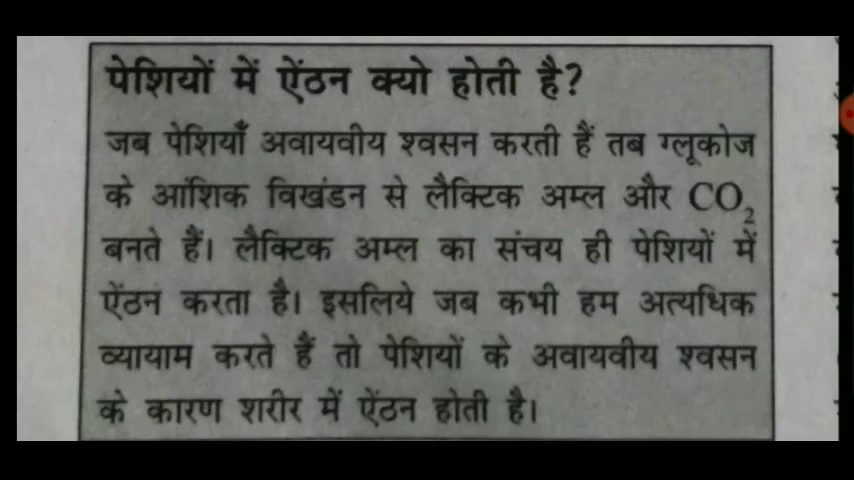 पेशियों में ऐंठन क्यो होती है?
जब पेशियाँ अवायवीय श्वसन करती हैं तब ग्लूकोज
के आंशिक विखंडन से लैक्टिक अम्ल और CO₂
बनते हैं। लैक्टिक अम्ल का संचय ही पेशियों में
ऐंठन करता है। इसलिये जब कभी हम अत्यधिक
व्यायाम करते हैं तो पेशियों के अवायवीय श्वसन
के कारण शरीर में ऐंठन होती है।